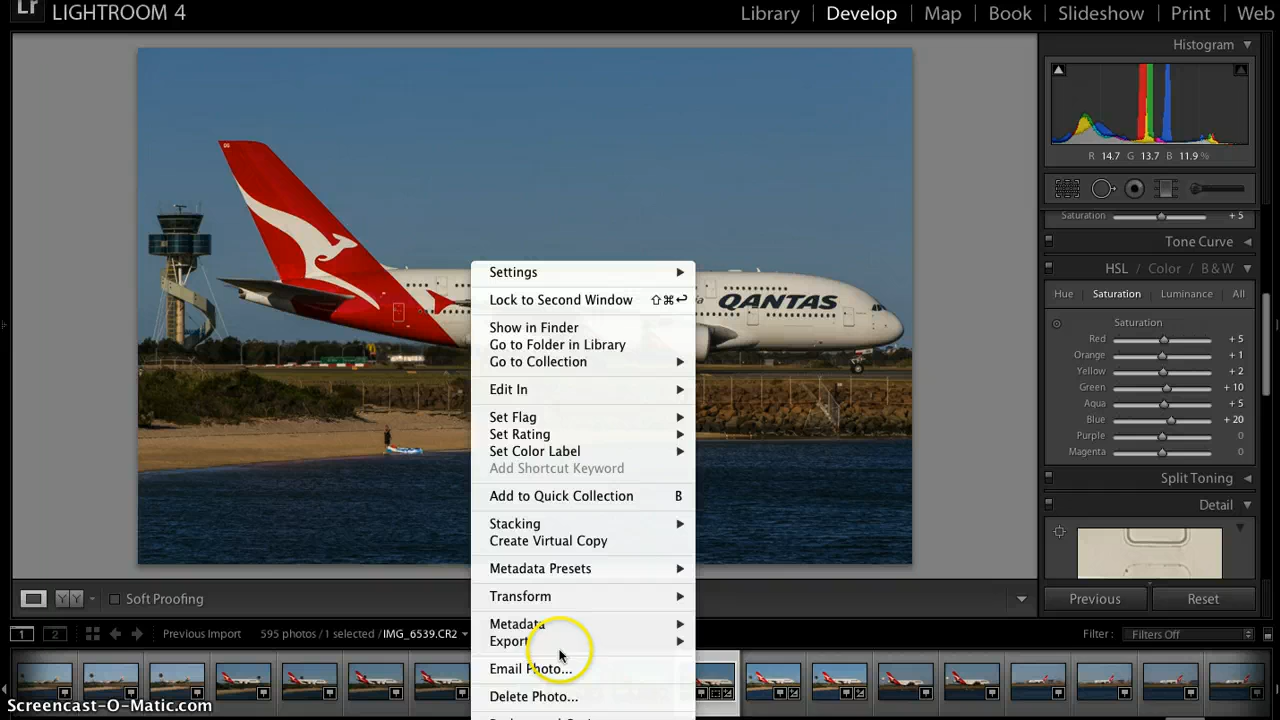 Lr LIGHTROOM 4
Library | Develop | Map | Book | Slideshow | Print | Web
Histogram
R 14.7 G 13.7 B 11.9 %
Saturation + 5
Tone Curve
HSL / Color / B & W
Hue Saturation Luminance All
Saturation
Red + 5
Orange + 1
Yellow + 2
Green + 10
Aqua + 5
Blue + 20
Purple 0
Magenta 0
Split Toning
Detail
Previous Reset
QANTAS
Settings
Lock to Second Window ⇧⌘↩
Show in Finder
Go to Folder in Library
Go to Collection
Edit In
Set Flag
Set Rating
Set Color Label
Add Shortcut Keyword
Add to Quick Collection B
Stacking
Create Virtual Copy
Metadata Presets
Transform
Metadata
Export
Email Photo...
Delete Photo...
YY Soft Proofing
1 2 Previous Import 595 photos / 1 selected / IMG_6539.CR2 Filter : Filters Off
Screencast-O-Matic.com